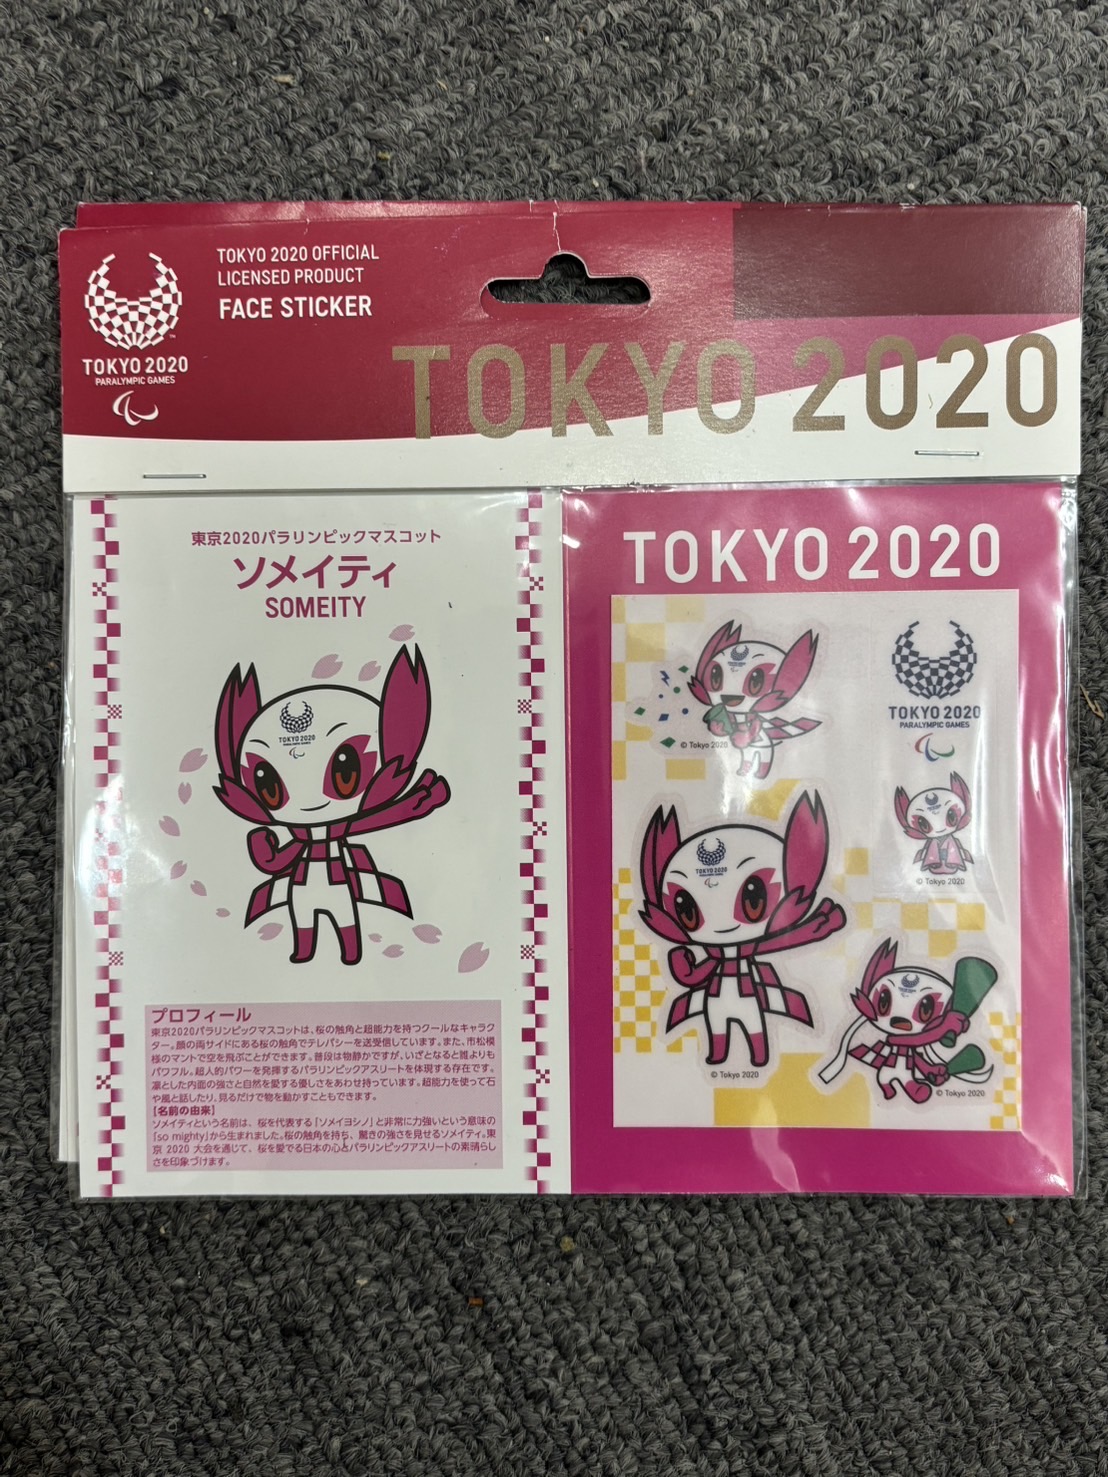 TOKYO 2020 OFFICIAL
LICENSED PRODUCT
FACE STICKER
TOKYO 2020
PARALYMPIC GAMES
TOKYO 2020
東京2020パラリンピックマスコット
ソメイティ
SOMEITY
TOKYO 2020
PARALYMPIC GAMES
プロフィール
東京2020パラリンピックマスコットは、桜の触角と超能力を持つクールなキャラク
ター。顔の両サイドにある桜の触角でテレパシーを送受信しています。また、市松模
様のマントで空を飛ぶことができます。普段は物静かですが、いざとなると誰よりも
パワフル。超人的パワーを発揮するパラリンピックアスリートを体現する存在です。
凛とした内面の強さと自然を愛する優しさをあわせ持っています。超能力を使って石
や風と話したり、見るだけで物を動かすこともできます。
【名前の由来】
ソメイティという名前は、桜を代表する「ソメイヨシノ」と非常に力強いという意味の
「so mighty」から生まれました。桜の触角を持ち、驚きの強さを見せるソメイティ。東
京 2020 大会を通じて、桜を愛でる日本の心とパラリンピックアスリートの素晴らし
さを印象づけます。
TOKYO 2020
© Tokyo 2020
TOKYO 2020
PARALYMPIC GAMES
© Tokyo 2020
TOKYO 2020
© Tokyo 2020
© Tokyo 2020